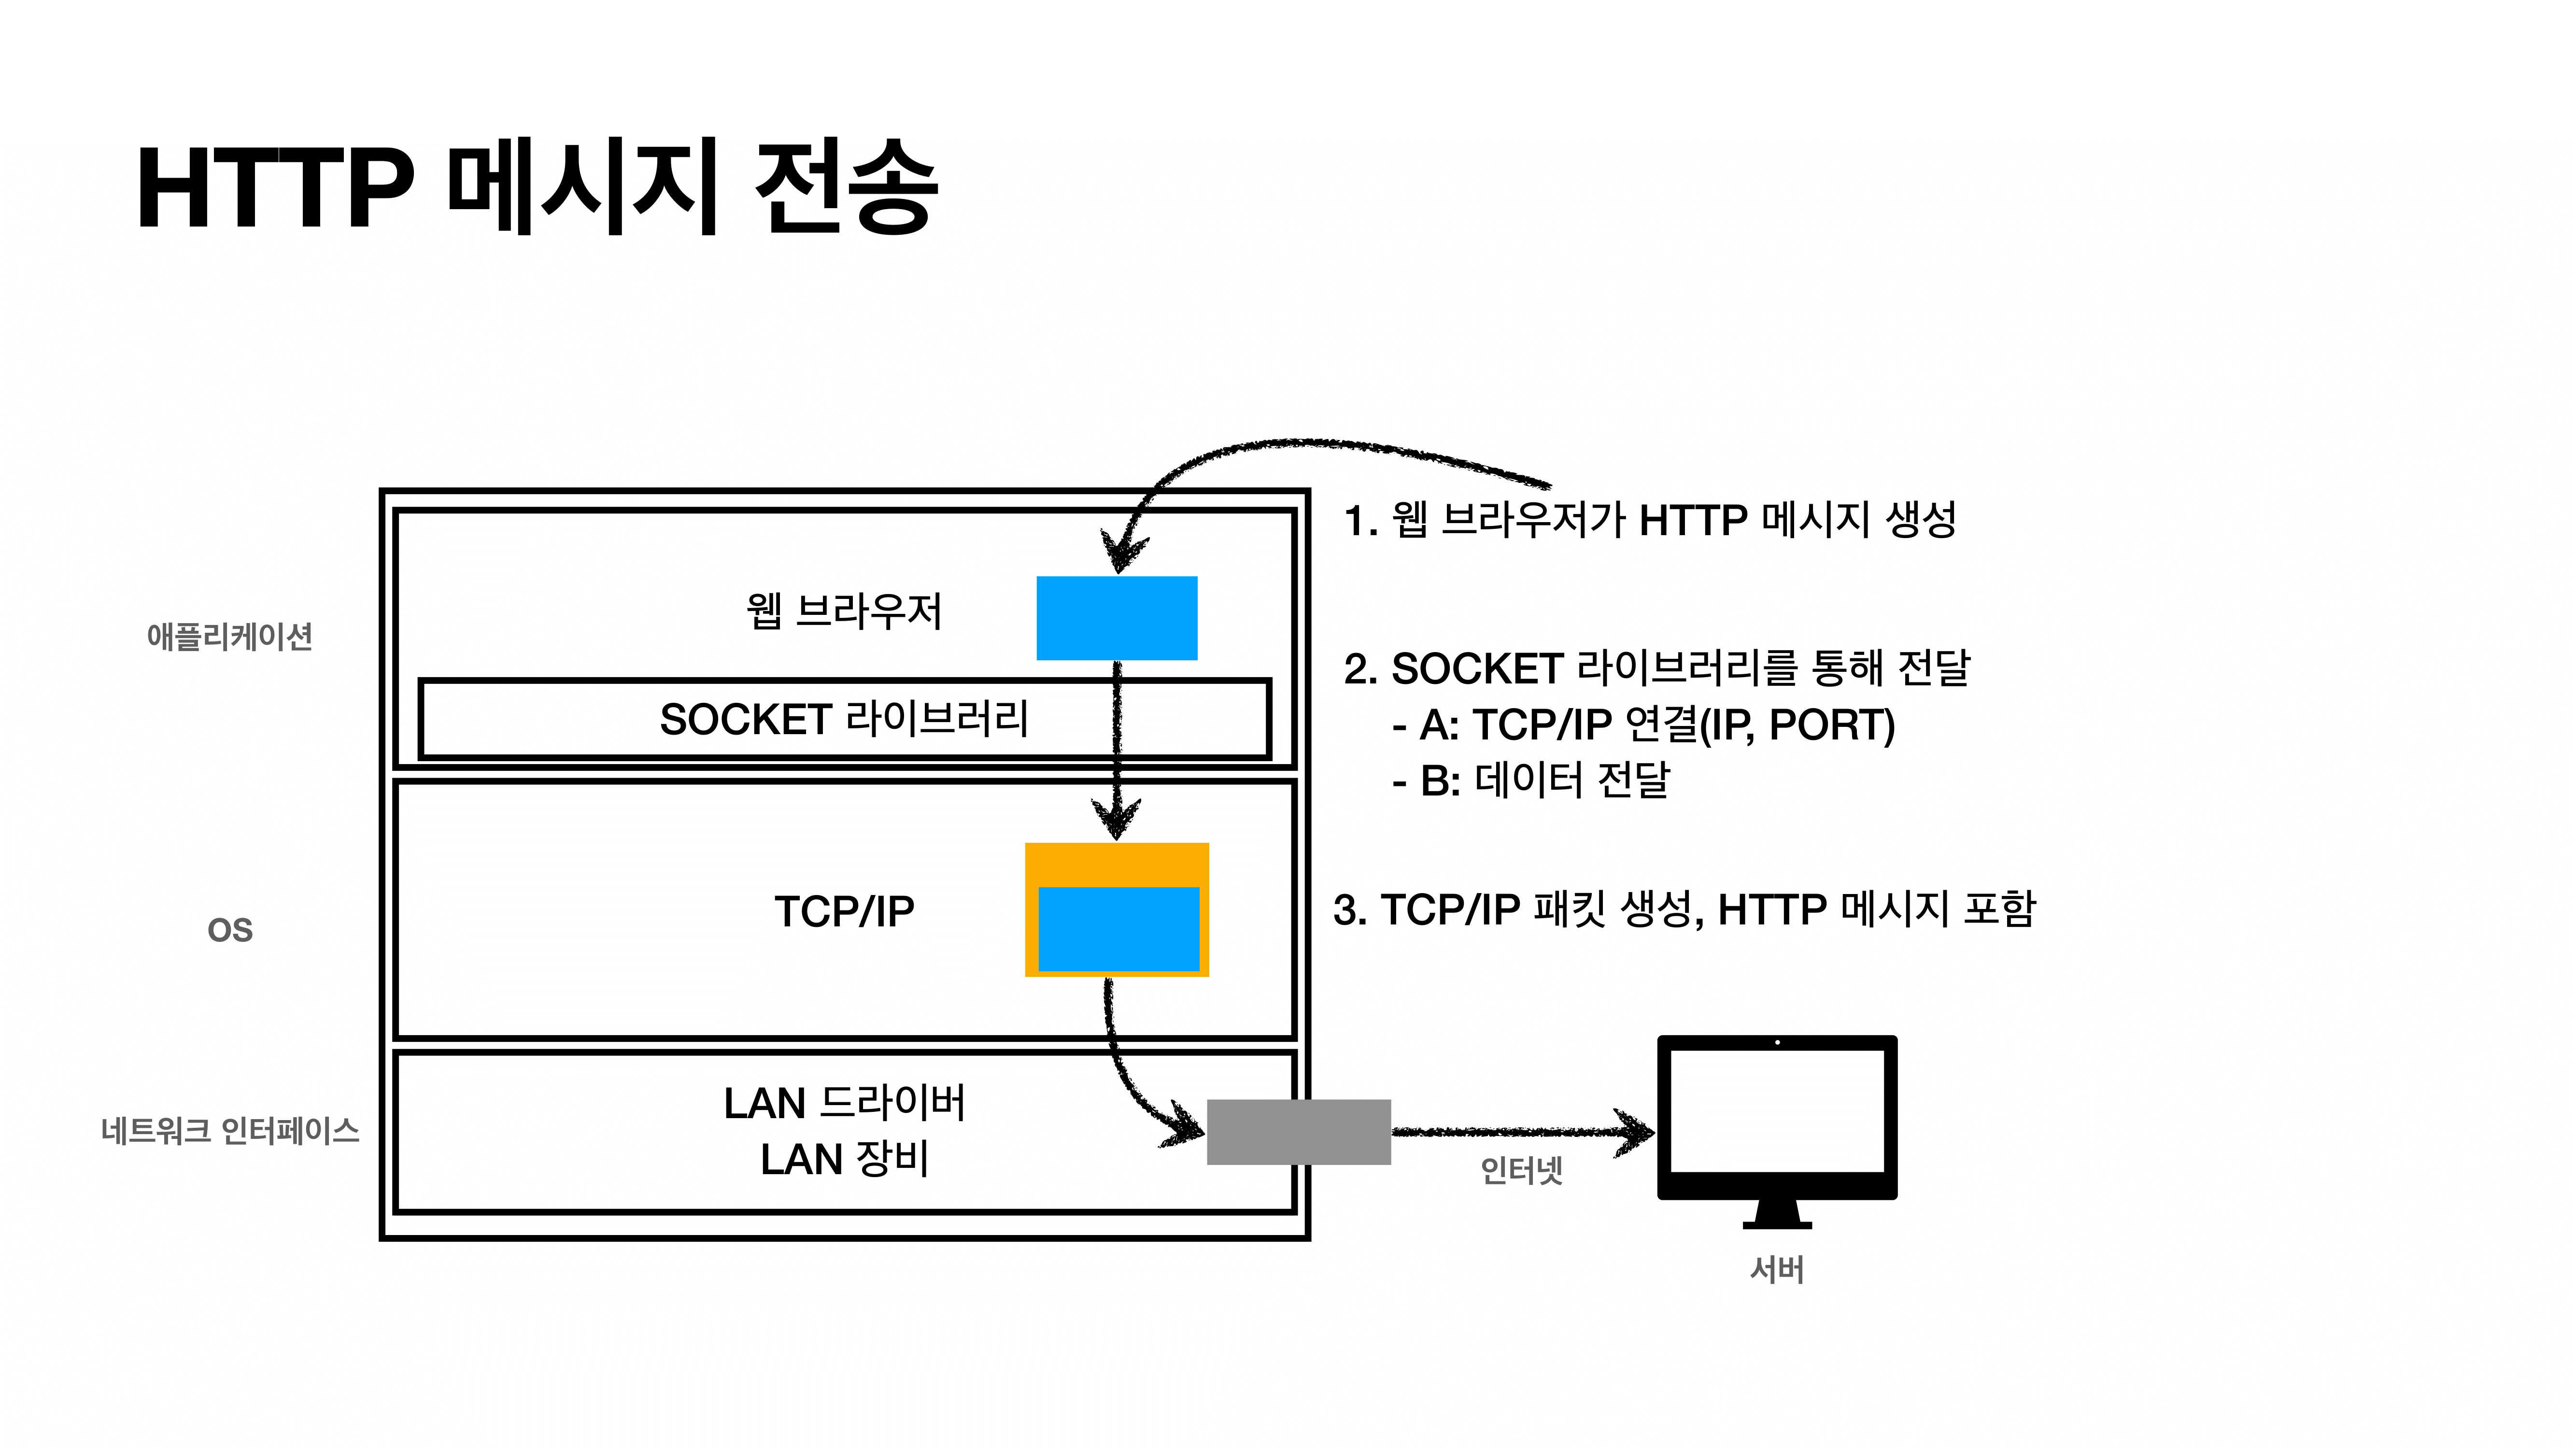 HTTP 메시지 전송
1. 웹 브라우저가 HTTP 메시지 생성
웹 브라우저
애플리케이션
2. SOCKET 라이브러리를 통해 전달
- A: TCP/IP 연결(IP, PORT)
- B: 데이터 전달
SOCKET 라이브러리
TCP/IP
3. TCP/IP 패킷 생성, HTTP 메시지 포함
OS
LAN 드라이버
LAN 장비
네트워크 인터페이스
인터넷
서버